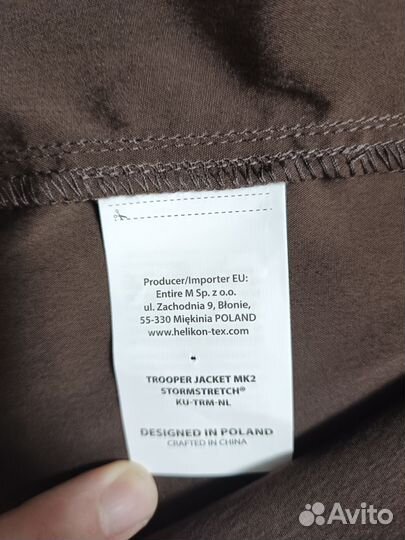 Producer/Importer EU:
Entire M Sp. z o.o.
ul. Zachodnia 9, Błonie,
55-330 Miękinia POLAND
www.helikon-tex.com
TROOPER JACKET MK2
STORMSTRETCH®
KU-TRM-NL
DESIGNED IN POLAND
CRAFTED IN CHINA
Avito